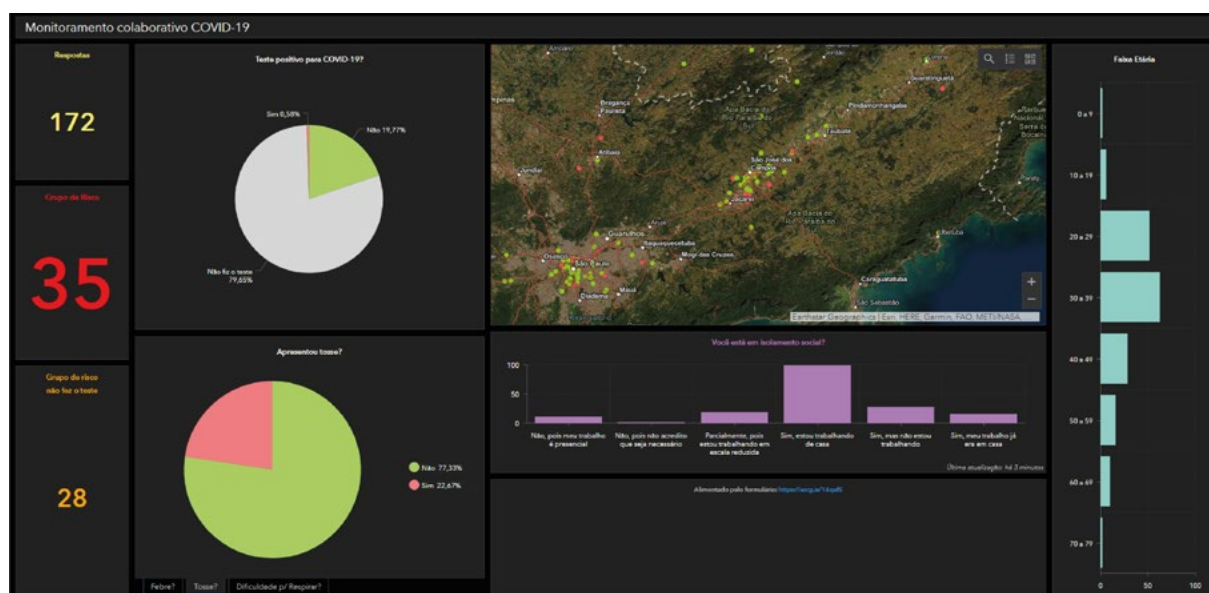 Monitoramento colaborativo COVID-19
Respostas
172
Grupo de Risco
35
Grupo de risco
não fez o teste
28
Teste positivo para COVID-19?
Sim 0,58%
Não 19,77%
Não fiz o teste
79,65%
Apresentou tosse?
Não 77,33%
Sim 22,67%
Febre?
Tosse?
Dificuldade p/ Respirar?
Amparo
Bragança
Paulista
Atibaia
Jundiaí
Guaratinguetá
Pindamonhangaba
Taubaté
São José dos
Campos
Jacareí
Paraty
Arujá
Guarulhos
Itaquaquecetuba
Mogi das Cruzes
Osasco
São Paulo
Mauá
Diadema
Ubatuba
Caraguatatuba
São Sebastião
+
−
Earthstar Geographics | Esri, HERE, Garmin, FAO, METI/NASA,
Você está em isolamento social?
100
50
0
Não, pois meu trabalho
é presencial
Não, pois não acredito
que seja necessário
Parcialmente, pois
estou trabalhando em
escala reduzida
Sim, estou trabalhando
de casa
Sim, mas não estou
trabalhando
Sim, meu trabalho já
era em casa
Última atualização: há 3 minutos
Alimentado pelo formulário:
Faixa Etária
0 a 9
10 a 19
20 a 29
30 a 39
40 a 49
50 a 59
60 a 69
70 a 79
0
50
100